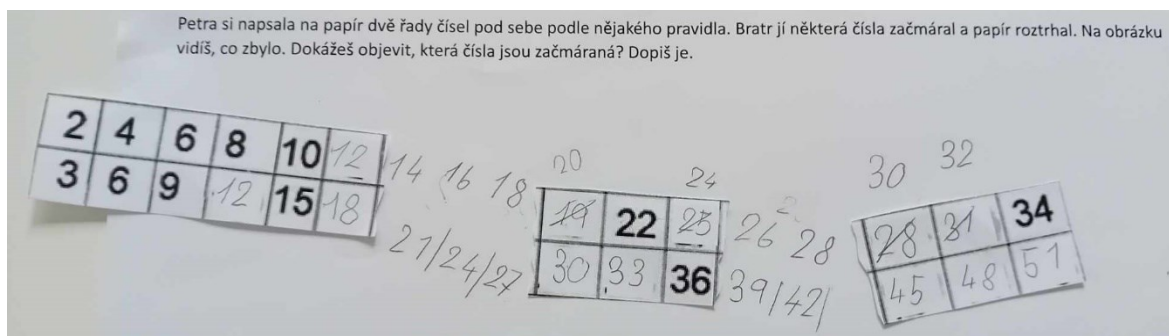 Petra si napsala na papír dvě řady čísel pod sebe podle nějakého pravidla. Bratr jí některá čísla začmáral a papír roztrhal. Na obrázku
vidíš, co zbylo. Dokážeš objevit, která čísla jsou začmáraná? Dopiš je.
2 4 6 8 10 12
3 6 9 12 15 18
14 16 18
21/24/27
20 24
19 22 25
30 33 36
26 28
39/42/
30 32
28 31 34
45 48 51